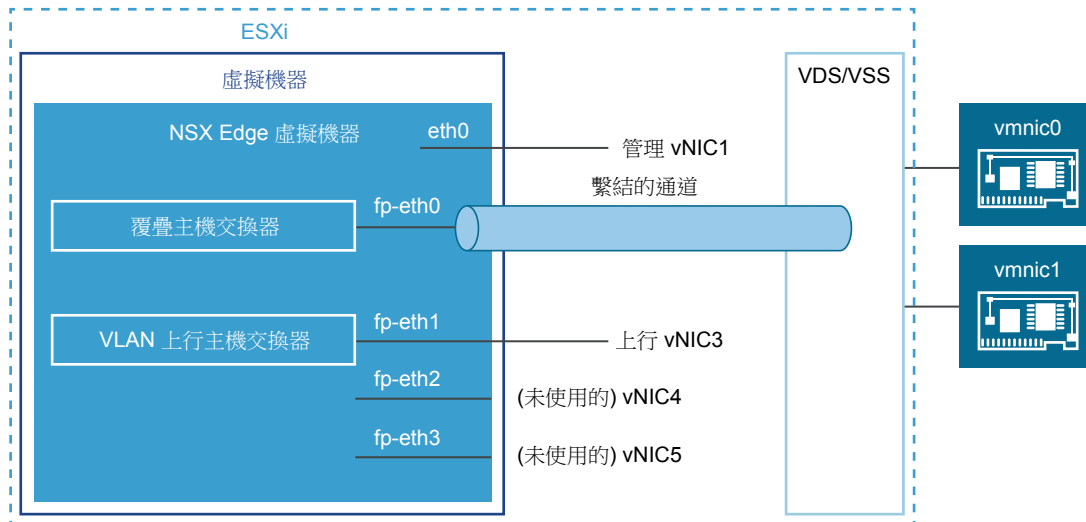 ESXi
虛擬機器
VDS/VSS
NSX Edge 虛擬機器
eth0
管理 vNIC1
vmnic0
繫結的通道
fp-eth0
覆疊主機交換器
vmnic1
fp-eth1
VLAN 上行主機交換器
上行 vNIC3
fp-eth2
(未使用的) vNIC4
fp-eth3
(未使用的) vNIC5